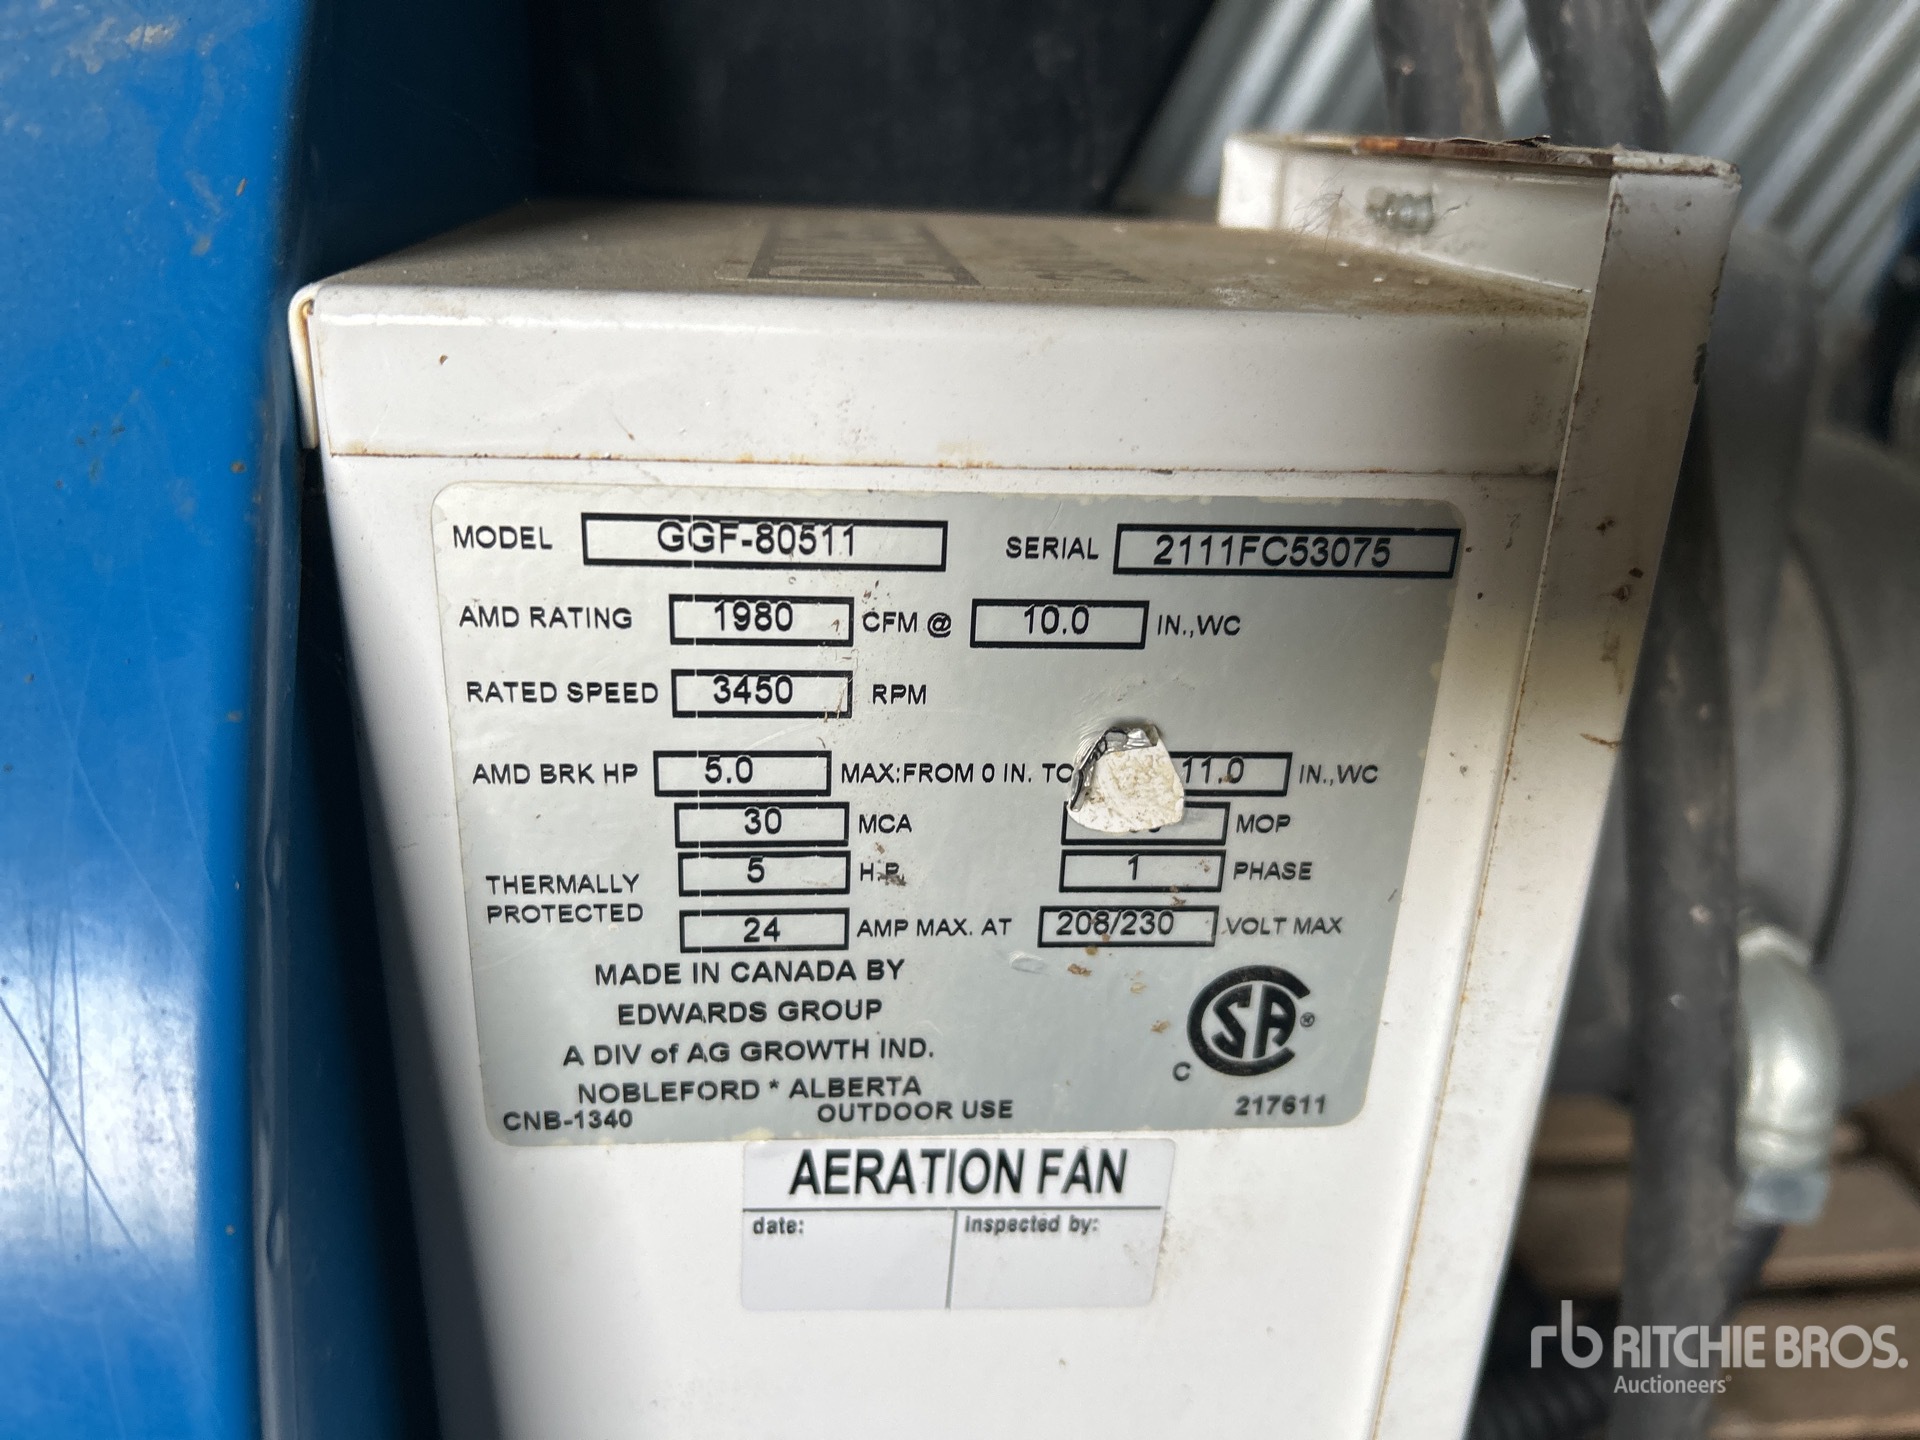 MODEL GGF-80511 SERIAL 2111FC53075
AMD RATING 1980 CFM @ 10.0 IN.,WC
RATED SPEED 3450 RPM
AMD BRK HP 5.0 MAX:FROM 0 IN. TO 11.0 IN.,WC
30 MCA MOP
THERMALLY PROTECTED 5 H.P. 1 PHASE
24 AMP MAX. AT 208/230 VOLT MAX
MADE IN CANADA BY
EDWARDS GROUP
A DIV of AG GROWTH IND.
NOBLEFORD * ALBERTA
CNB-1340 OUTDOOR USE
C SA ®
217611
AERATION FAN
date: inspected by:
rb RITCHIE BROS.
Auctioneers